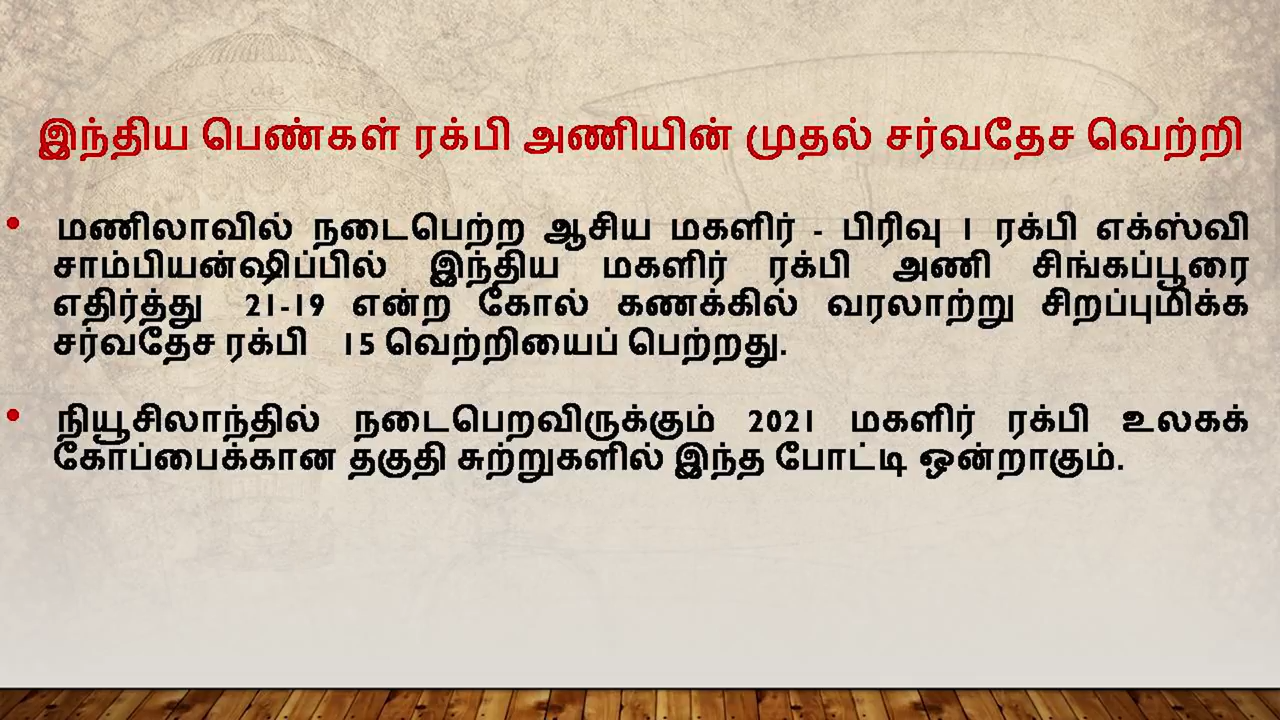 இந்திய பெண்கள் ரக்பி அணியின் முதல் சர்வதேச வெற்றி
• மணிலாவில் நடைபெற்ற ஆசிய மகளிர் - பிரிவு 1 ரக்பி எக்ஸ்வி
சாம்பியன்ஷிப்பில் இந்திய மகளிர் ரக்பி அணி சிங்கப்பூரை
எதிர்த்து 21-19 என்ற கோல் கணக்கில் வரலாற்று சிறப்புமிக்க
சர்வதேச ரக்பி 15 வெற்றியைப் பெற்றது.
• நியூசிலாந்தில் நடைபெறவிருக்கும் 2021 மகளிர் ரக்பி உலகக்
கோப்பைக்கான தகுதி சுற்றுகளில் இந்த போட்டி ஒன்றாகும்.